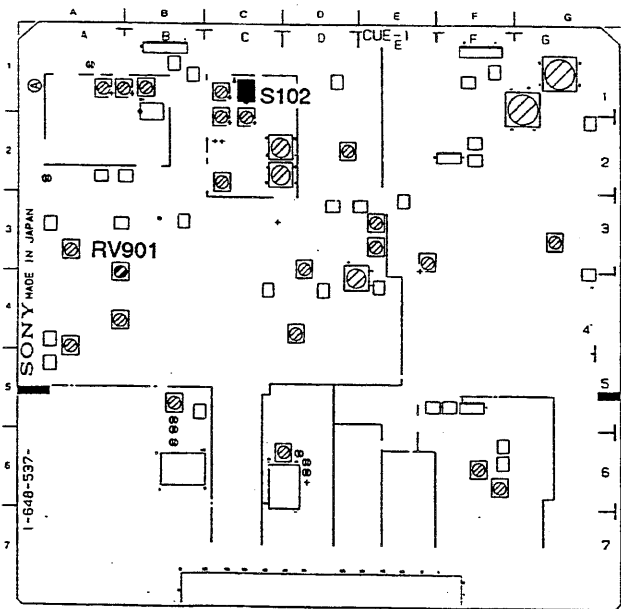 A B C D E F G
A B C D CUE-1 E F G
1 1
A
S102
2 2
B
3 3
RV901
SONY MADE IN JAPAN
4 4
5 5
6 6
1-648-537-
7 7